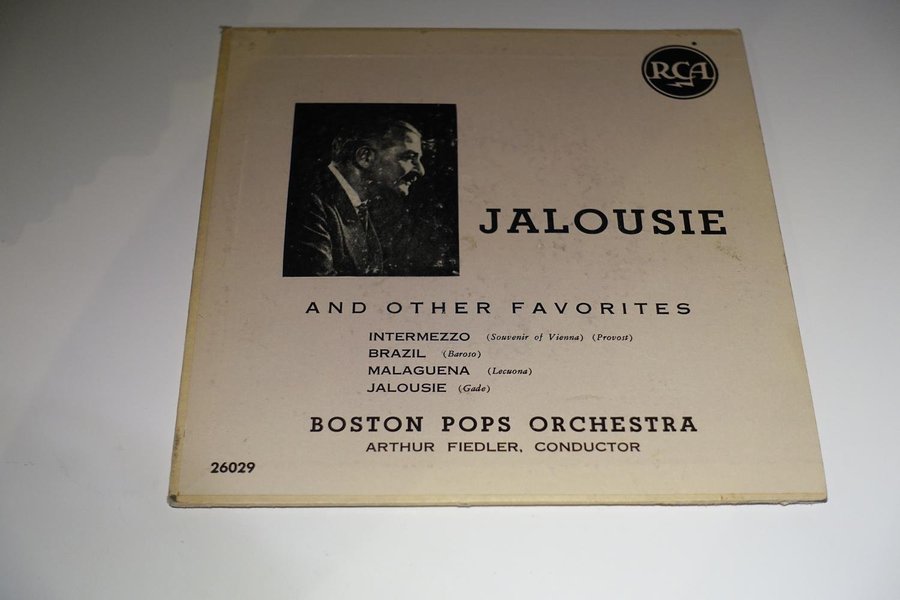 RCA
JALOUSIE
AND OTHER FAVORITES
INTERMEZZO (Souvenir of Vienna) (Provost)
BRAZIL (Baroso)
MALAGUENA (Lecuona)
JALOUSIE (Gade)
BOSTON POPS ORCHESTRA
ARTHUR FIEDLER, CONDUCTOR
26029